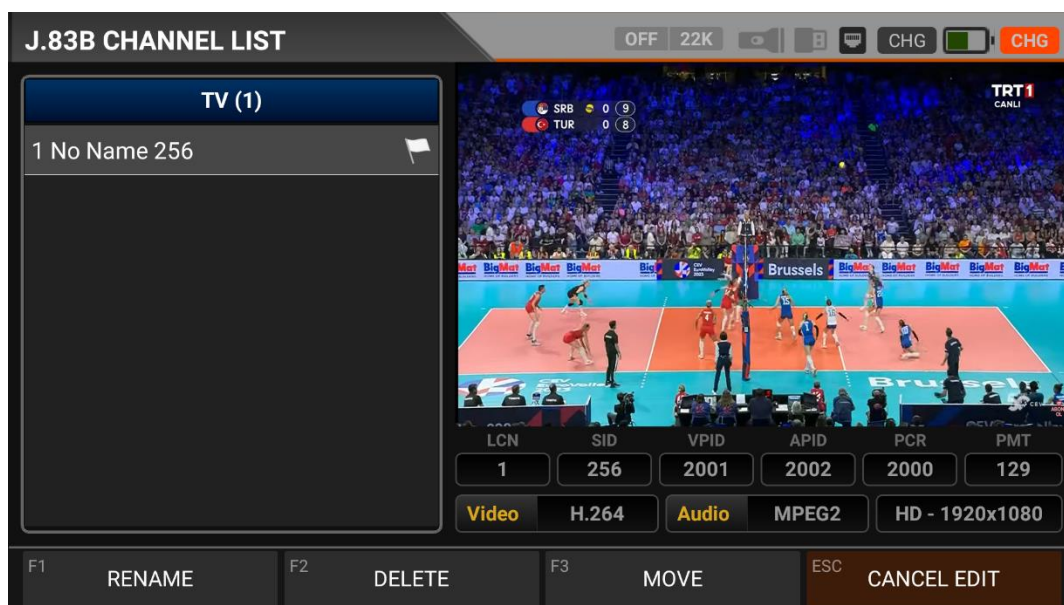 J.83B CHANNEL LIST
OFF 22K CHG CHG
TV (1)
1 No Name 256
SRB 0 9
TUR 0 8
TRT 1
CANLI
BigMat BigMat BigMat Brussels BigMat BigMat BigMat BigMat
LCN SID VPID APID PCR PMT
1 256 2001 2002 2000 129
Video H.264 Audio MPEG2 HD - 1920x1080
F1 RENAME F2 DELETE F3 MOVE ESC CANCEL EDIT